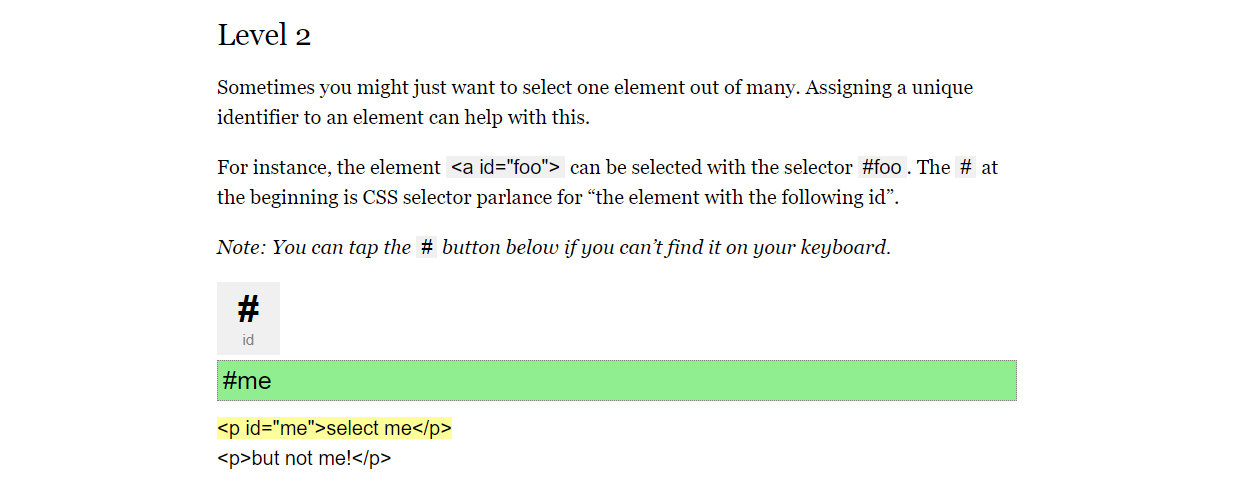 Level 2
Sometimes you might just want to select one element out of many. Assigning a unique
identifier to an element can help with this.
For instance, the element <a id="foo"> can be selected with the selector #foo . The # at
the beginning is CSS selector parlance for “the element with the following id”.
Note: You can tap the # button below if you can’t find it on your keyboard.
#
id
#me
<p id="me">select me</p>
<p>but not me!</p>